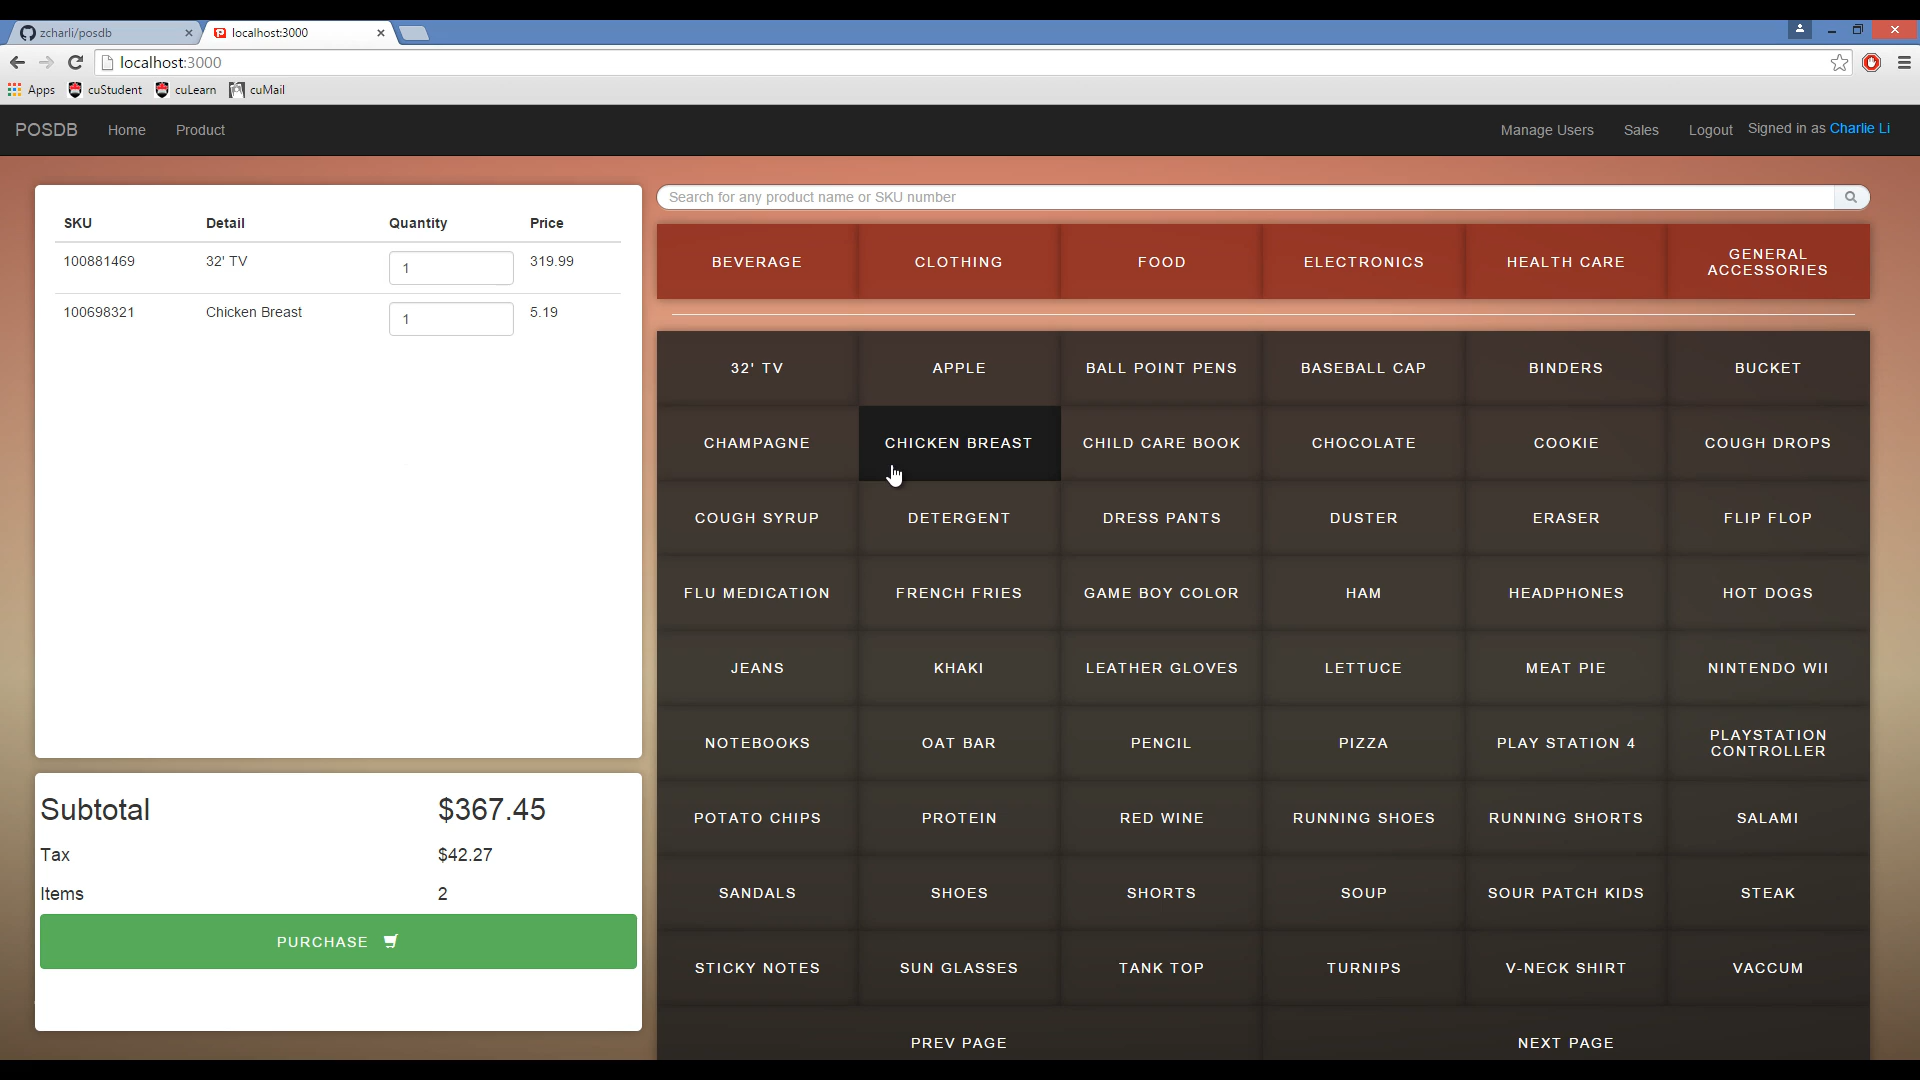 zcharli/posdb
localhost:3000
localhost:3000
Apps cuStudent cuLearn cuMail
POSDB Home Product Manage Users Sales Logout Signed in as Charlie Li
Search for any product name or SKU number
SKU Detail Quantity Price
100881469 32' TV 1 319.99
100698321 Chicken Breast 1 5.19
Subtotal $367.45
Tax $42.27
Items 2
PURCHASE
BEVERAGE CLOTHING FOOD ELECTRONICS HEALTH CARE GENERAL
ACCESSORIES
32' TV APPLE BALL POINT PENS BASEBALL CAP BINDERS BUCKET
CHAMPAGNE CHICKEN BREAST CHILD CARE BOOK CHOCOLATE COOKIE COUGH DROPS
COUGH SYRUP DETERGENT DRESS PANTS DUSTER ERASER FLIP FLOP
FLU MEDICATION FRENCH FRIES GAME BOY COLOR HAM HEADPHONES HOT DOGS
JEANS KHAKI LEATHER GLOVES LETTUCE MEAT PIE NINTENDO WII
NOTEBOOKS OAT BAR PENCIL PIZZA PLAY STATION 4 PLAYSTATION
CONTROLLER
POTATO CHIPS PROTEIN RED WINE RUNNING SHOES RUNNING SHORTS SALAMI
SANDALS SHOES SHORTS SOUP SOUR PATCH KIDS STEAK
STICKY NOTES SUN GLASSES TANK TOP TURNIPS V-NECK SHIRT VACCUM
PREV PAGE NEXT PAGE